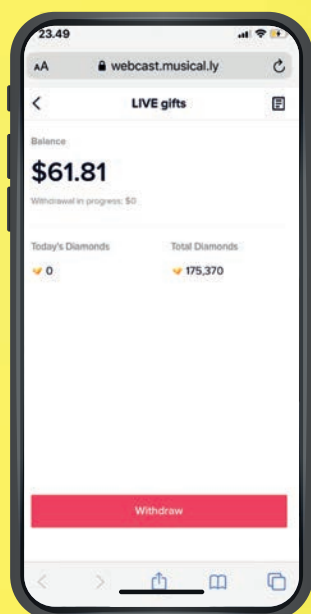 23.49
AA webcast.musical.ly
LIVE gifts
Balance
$61.81
Withdrawal in progress: $0
Today's Diamonds Total Diamonds
0 175,370
Withdraw